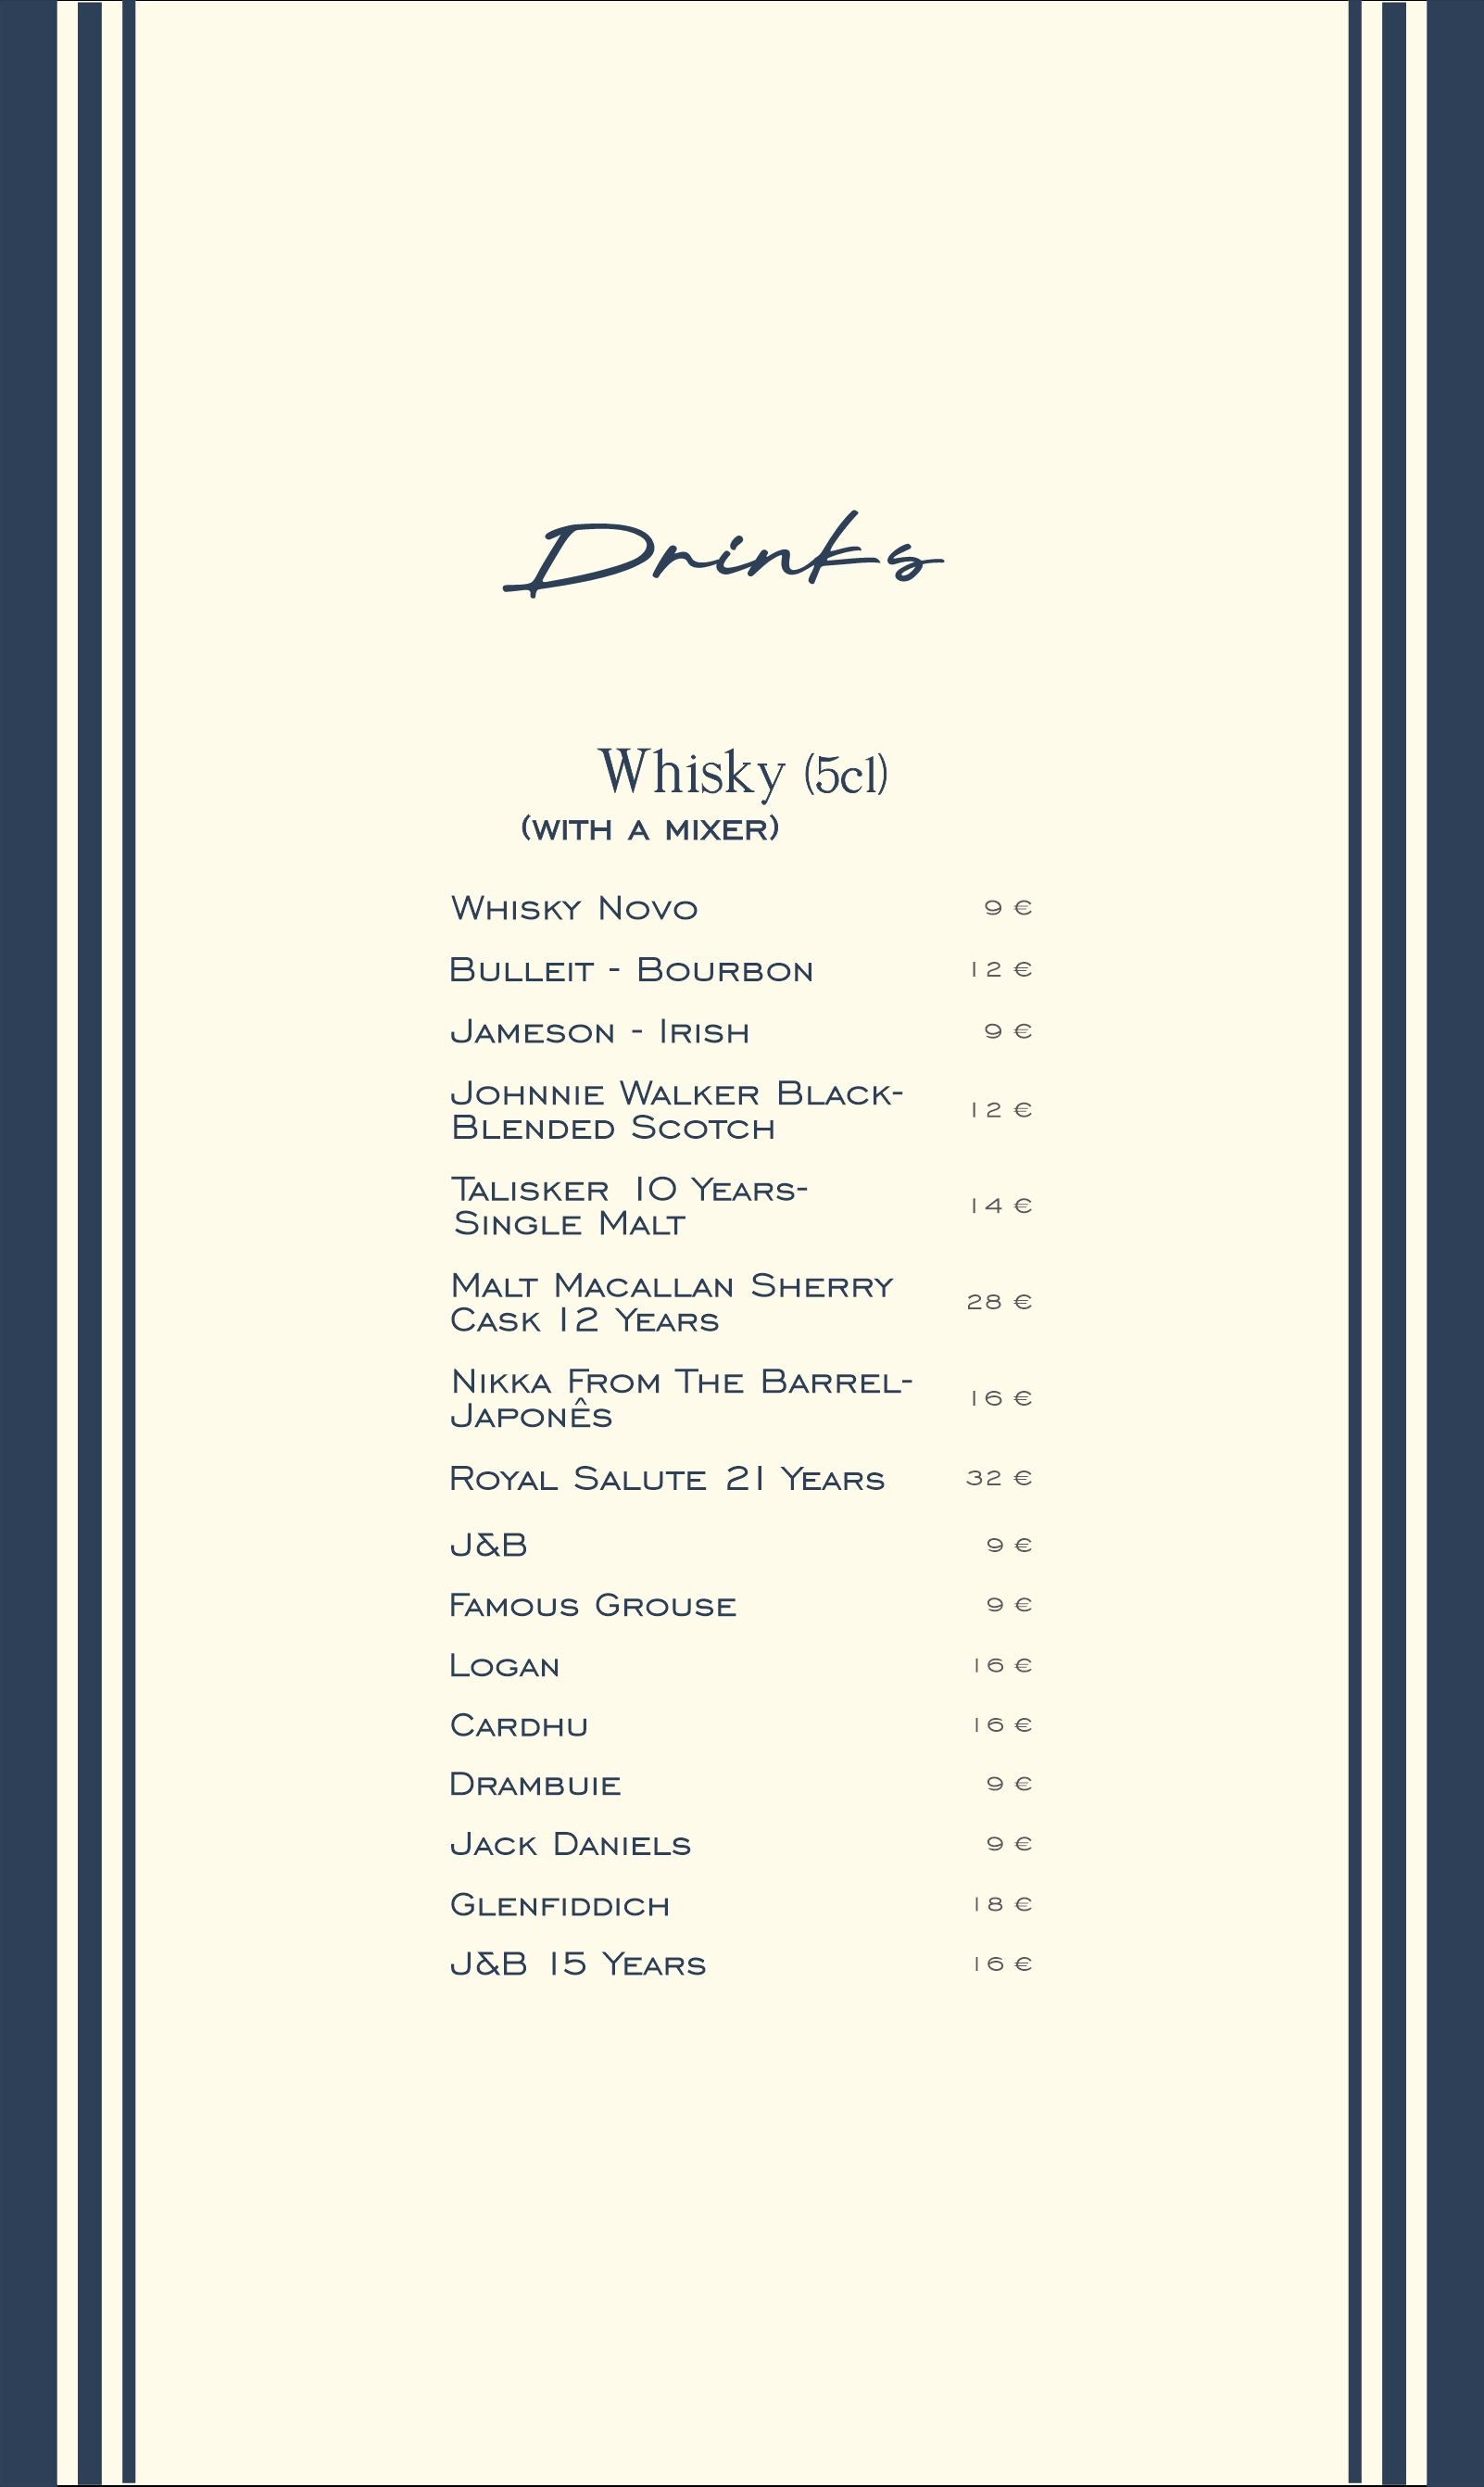 Drinks
Whisky (5cl)
(WITH A MIXER)
Whisky Novo 9 €
Bulleit - Bourbon 12 €
Jameson - Irish 9 €
Johnnie Walker Black-
Blended Scotch 12 €
Talisker 10 Years-
Single Malt 14 €
Malt Macallan Sherry
Cask 12 Years 28 €
Nikka From The Barrel-
Japonês 16 €
Royal Salute 21 Years 32 €
J&B 9 €
Famous Grouse 9 €
Logan 16 €
Cardhu 16 €
Drambuie 9 €
Jack Daniels 9 €
Glenfiddich 18 €
J&B 15 Years 16 €